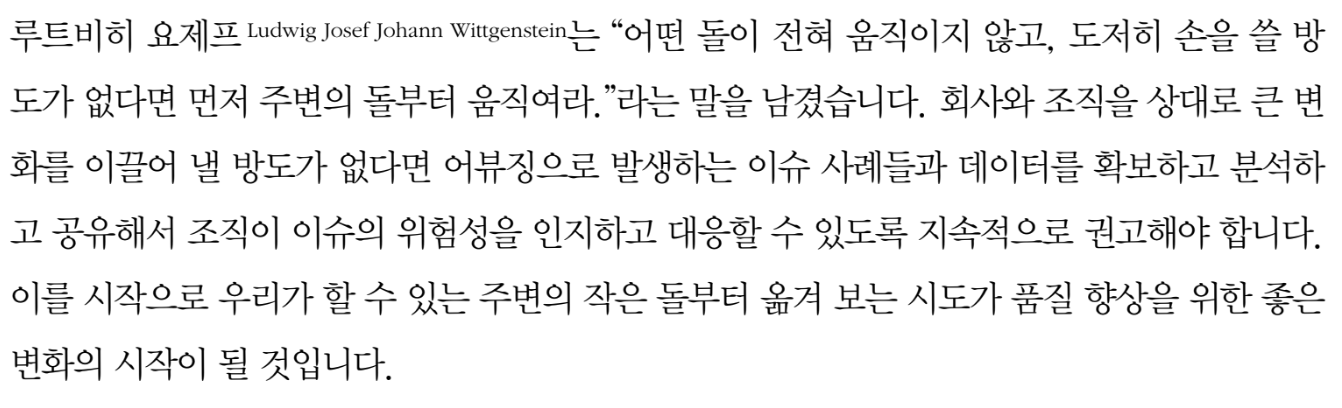 루트비히 요제프 Ludwig Josef Johann Wittgenstein는 “어떤 돌이 전혀 움직이지 않고, 도저히 손을 쓸 방
도가 없다면 먼저 주변의 돌부터 움직여라.”라는 말을 남겼습니다. 회사와 조직을 상대로 큰 변
화를 이끌어 낼 방도가 없다면 어뷰징으로 발생하는 이슈 사례들과 데이터를 확보하고 분석하
고 공유해서 조직이 이슈의 위험성을 인지하고 대응할 수 있도록 지속적으로 권고해야 합니다.
이를 시작으로 우리가 할 수 있는 주변의 작은 돌부터 옮겨 보는 시도가 품질 향상을 위한 좋은
변화의 시작이 될 것입니다.